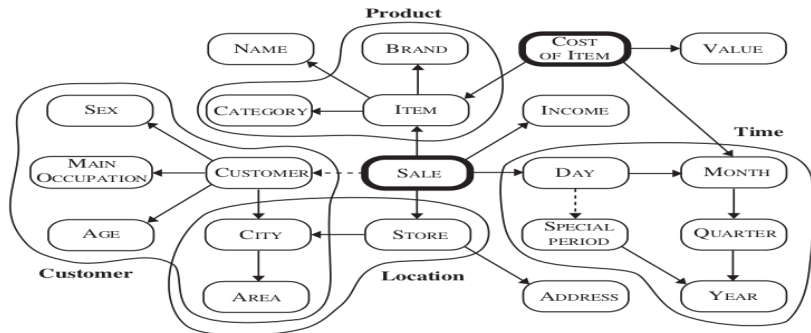 Product
NAME
BRAND
COST
OF ITEM
VALUE
SEX
CATEGORY
ITEM
INCOME
Time
MAIN
OCCUPATION
CUSTOMER
SALE
DAY
MONTH
AGE
CITY
STORE
SPECIAL
PERIOD
QUARTER
Customer
Location
AREA
ADDRESS
YEAR